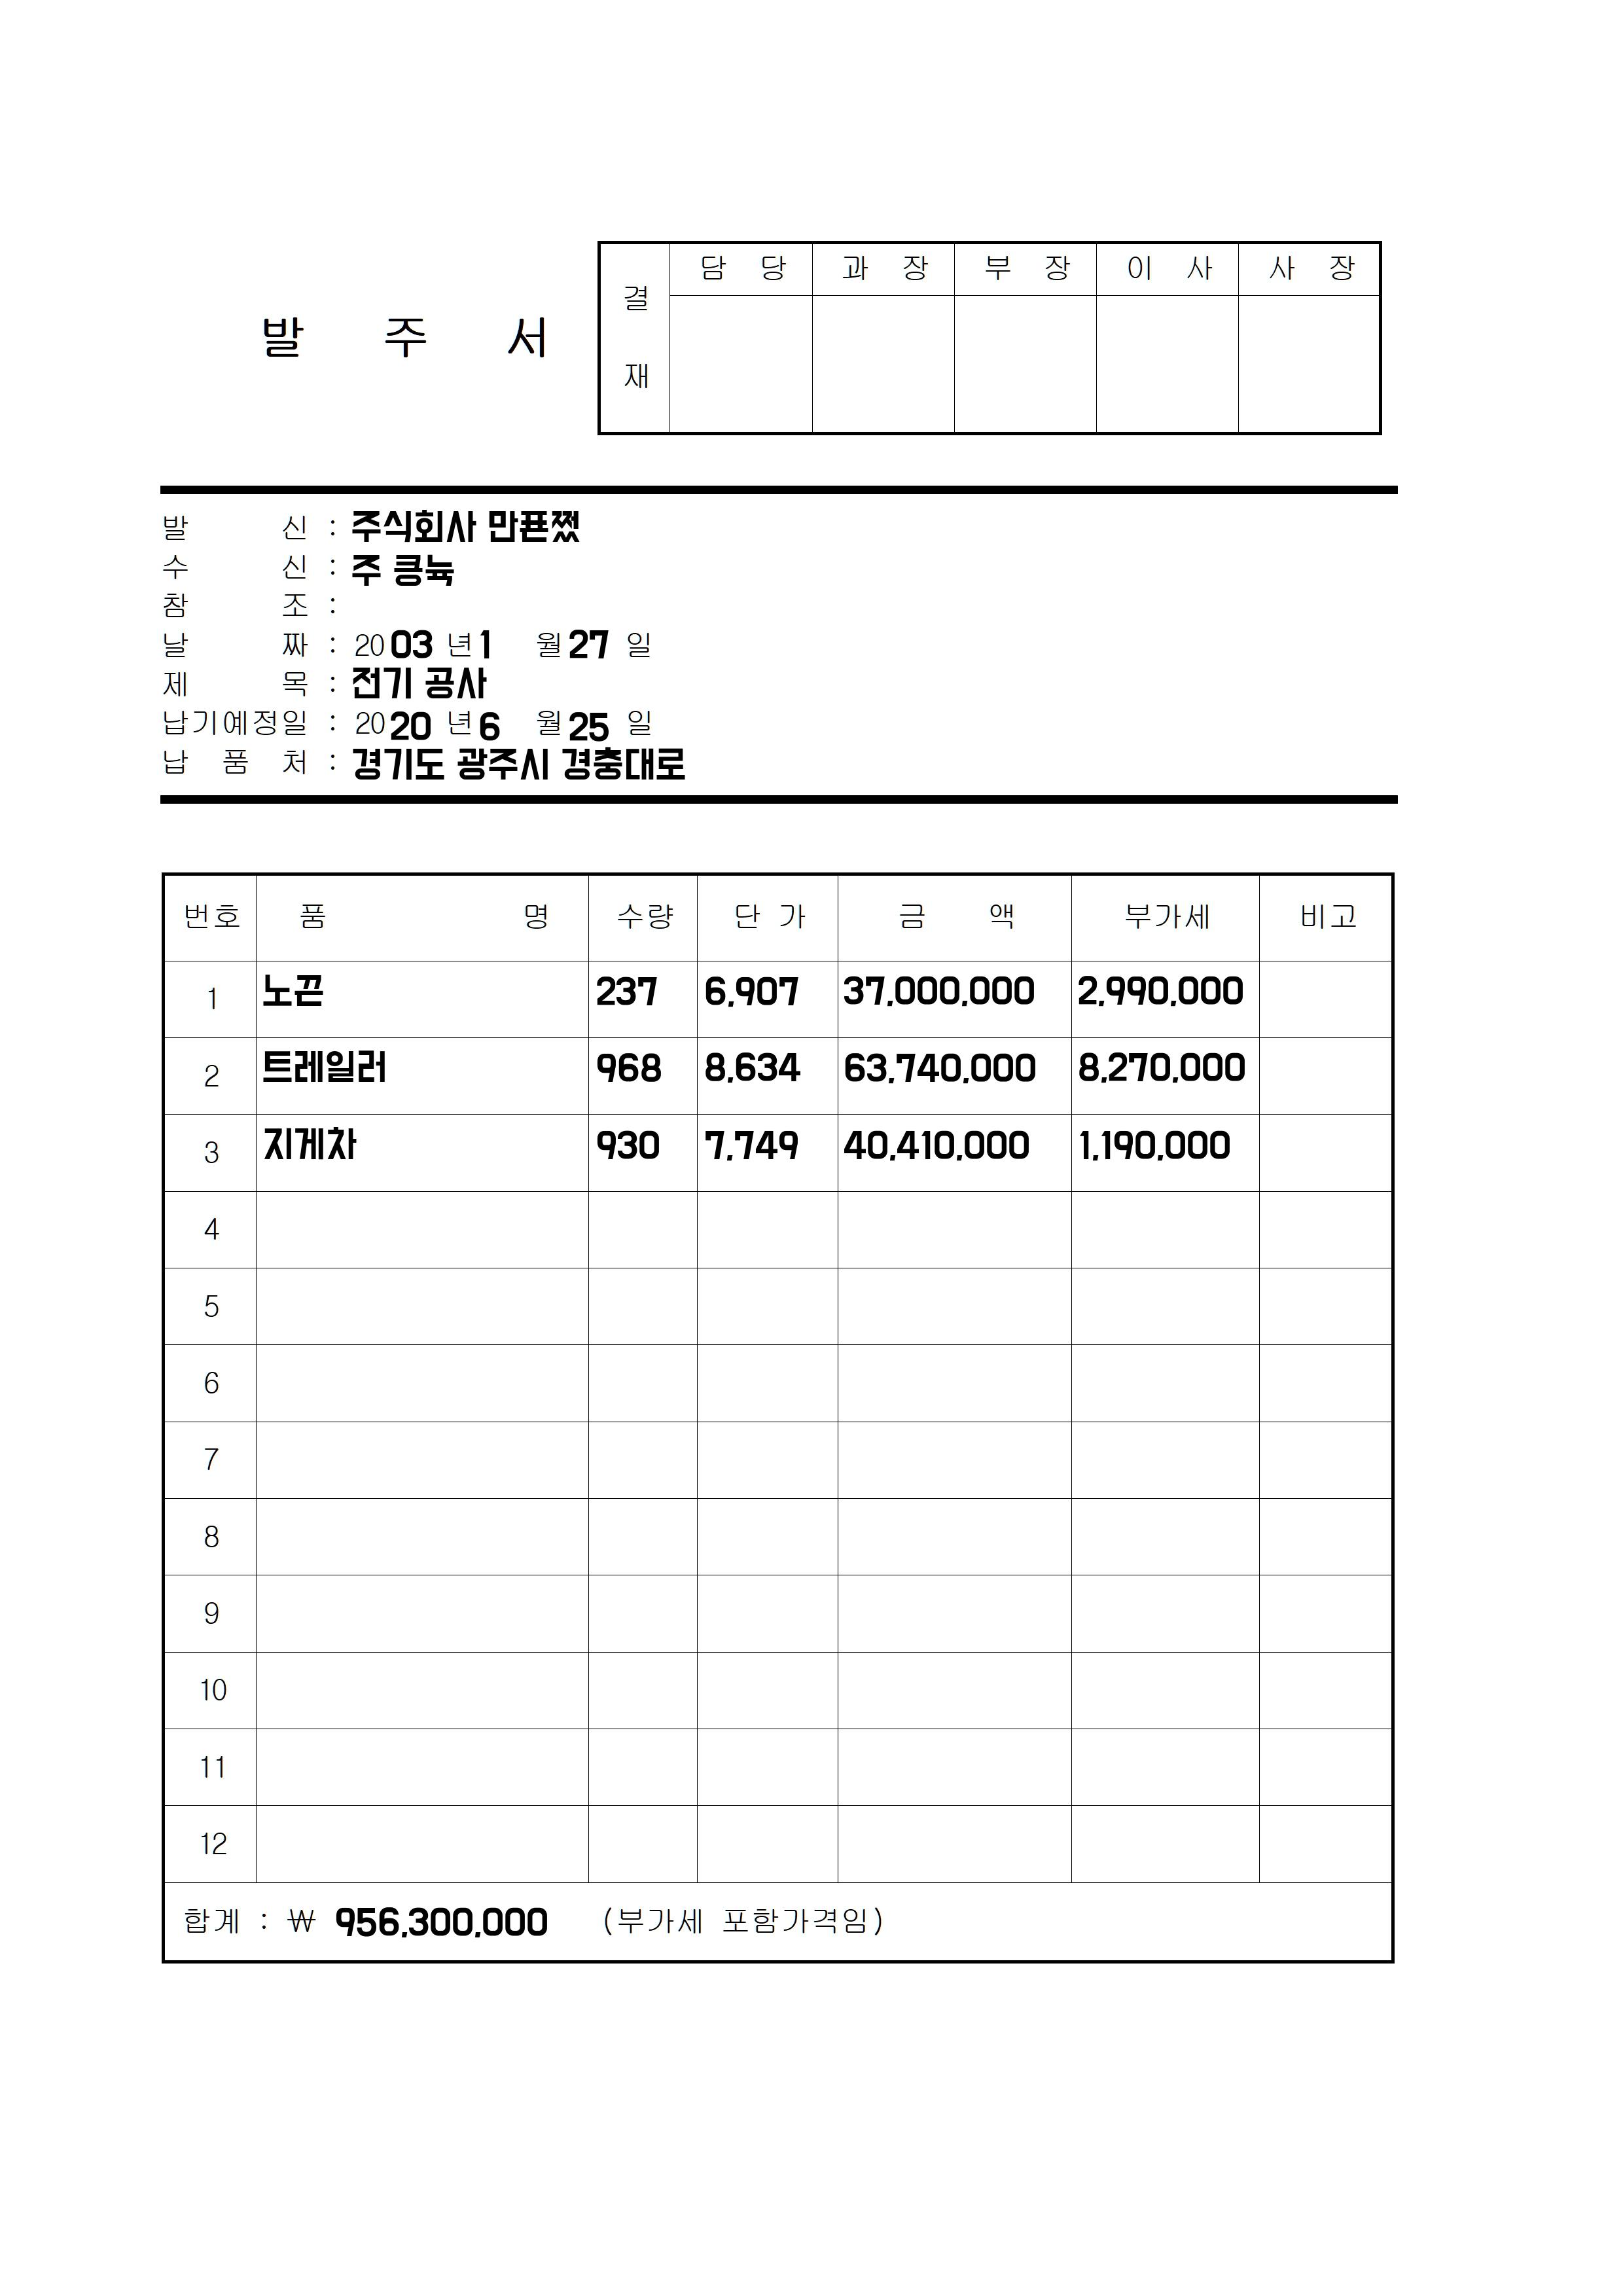 발 주 서
결 재
담 당 과 장 부 장 이 사 사 장
발 신 : 주식회사 만푠쩠
수 신 : 주 킁늌
참 조 :
날 짜 : 2003 년 1 월 27 일
제 목 : 전기 공사
납기예정일 : 2020 년 6 월 25 일
납 품 처 : 경기도 광주시 경충대로
번호 품 명 수량 단 가 금 액 부가세 비고
1 노끈 237 6,907 37,000,000 2,990,000
2 트레일러 968 8,634 63,740,000 8,270,000
3 지게차 930 7,749 40,410,000 1,190,000
4
5
6
7
8
9
10
11
12
합계 : ₩ 956,300,000 (부가세 포함가격임)